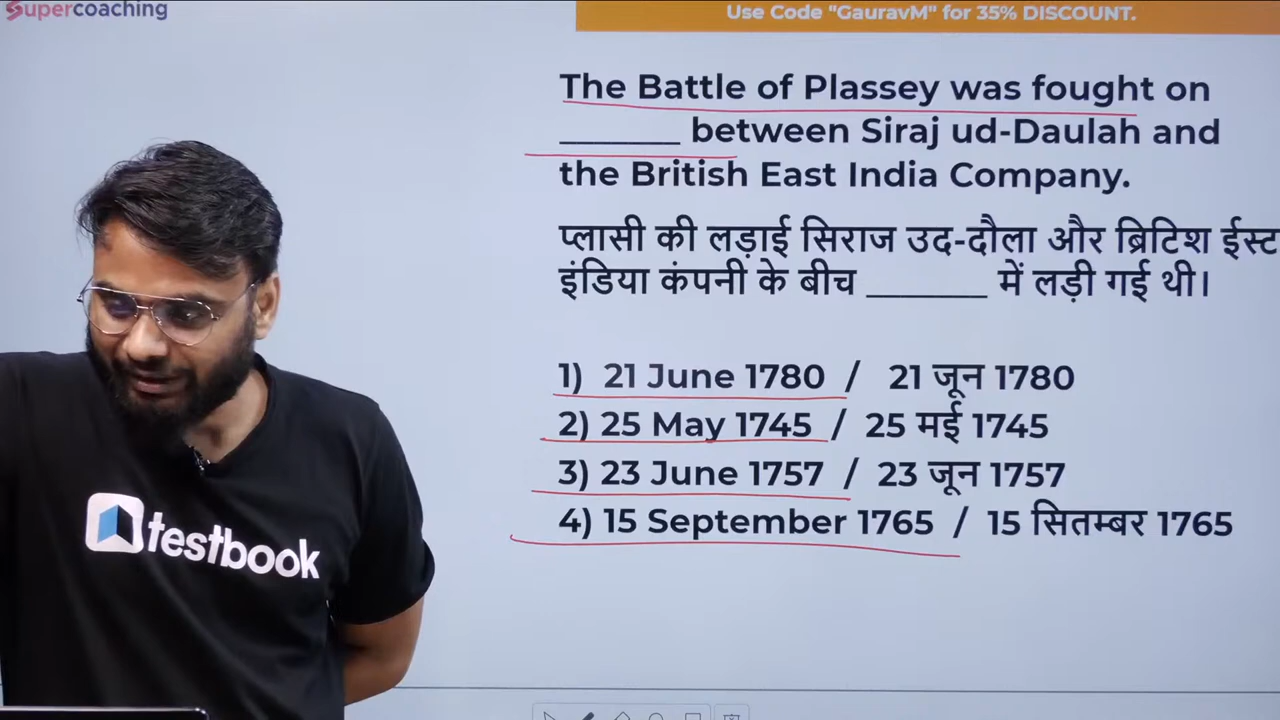 Supercoaching
Use Code "GauravM" for 35% DISCOUNT.
The Battle of Plassey was fought on
_______ between Siraj ud-Daulah and
the British East India Company.
प्लासी की लड़ाई सिराज उद-दौला और ब्रिटिश ईस्ट
इंडिया कंपनी के बीच _______ में लड़ी गई थी।
1) 21 June 1780 / 21 जून 1780
2) 25 May 1745 / 25 मई 1745
3) 23 June 1757 / 23 जून 1757
4) 15 September 1765 / 15 सितम्बर 1765
testbook